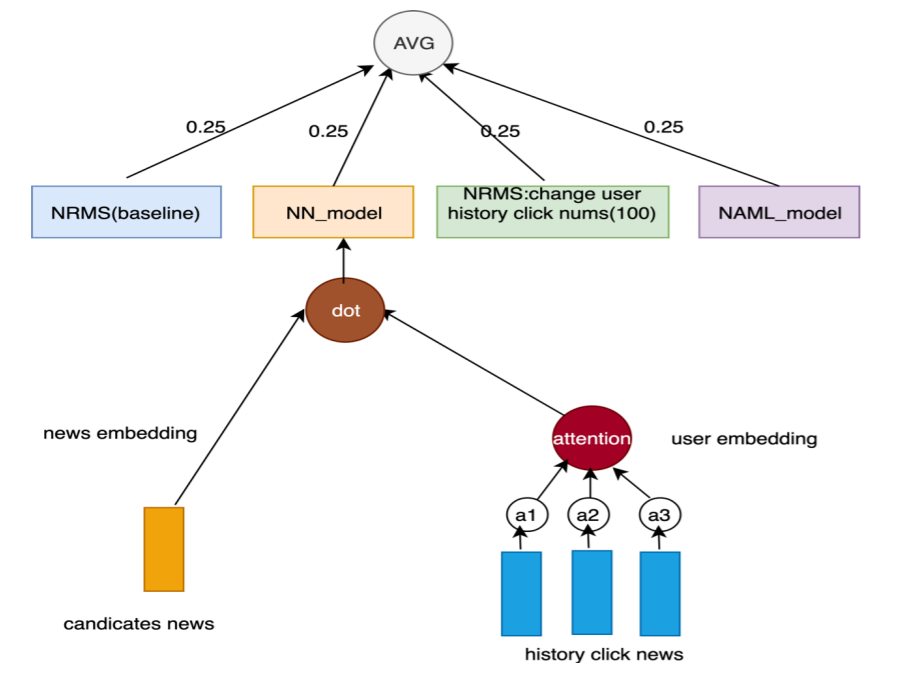 AVG
0.25
0.25
0.25
0.25
NRMS(baseline)
NN_model
NRMS:change user
history click nums(100)
NAML_model
dot
news embedding
attention
user embedding
a1
a2
a3
candicates news
history click news